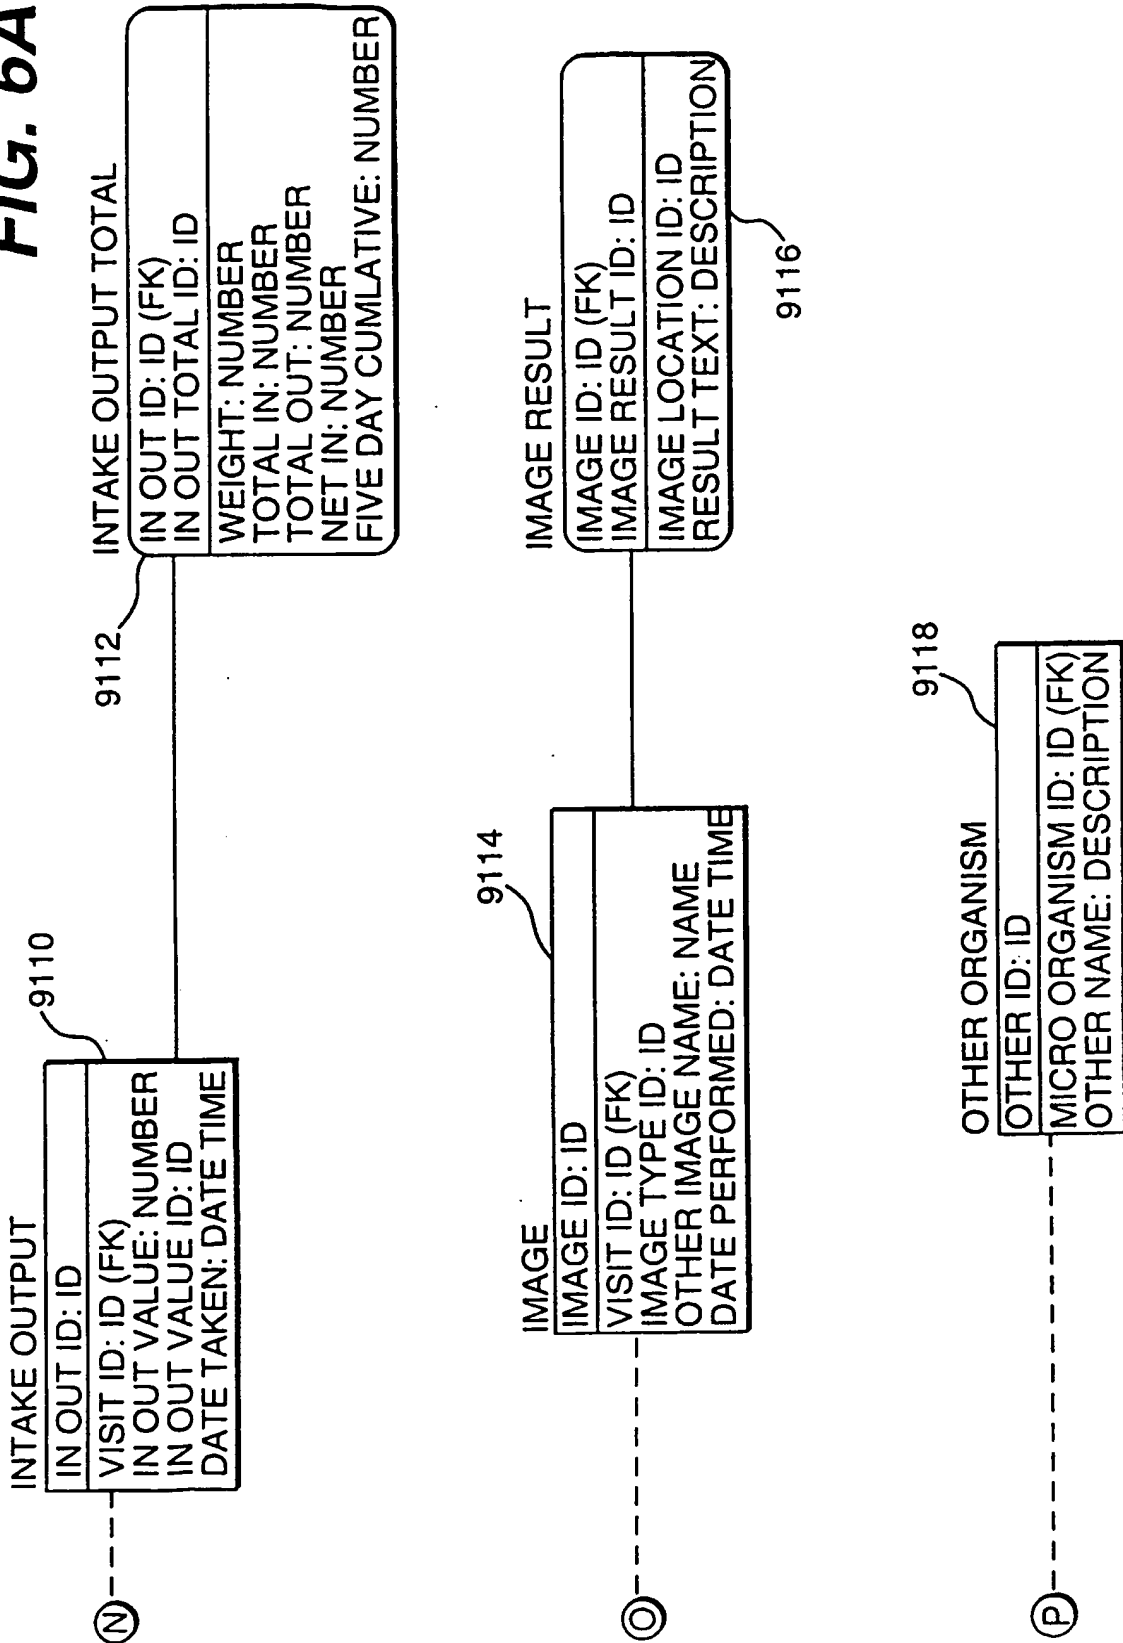 FIG. 6A
N
INTAKE OUTPUT
IN OUT ID: ID
VISIT ID: ID (FK)
IN OUT VALUE: NUMBER
IN OUT VALUE ID: ID
DATE TAKEN: DATE TIME
9110
9112
INTAKE OUTPUT TOTAL
IN OUT ID: ID (FK)
IN OUT TOTAL ID: ID
WEIGHT: NUMBER
TOTAL IN: NUMBER
TOTAL OUT: NUMBER
NET IN: NUMBER
FIVE DAY CUMLATIVE: NUMBER
O
IMAGE
IMAGE ID: ID
VISIT ID: ID (FK)
IMAGE TYPE ID: ID
OTHER IMAGE NAME: NAME
DATE PERFORMED: DATE TIME
9114
IMAGE RESULT
IMAGE ID: ID (FK)
IMAGE RESULT ID: ID
IMAGE LOCATION ID: ID
RESULT TEXT: DESCRIPTION
9116
P
OTHER ORGANISM
OTHER ID: ID
MICRO ORGANISM ID: ID (FK)
OTHER NAME: DESCRIPTION
9118